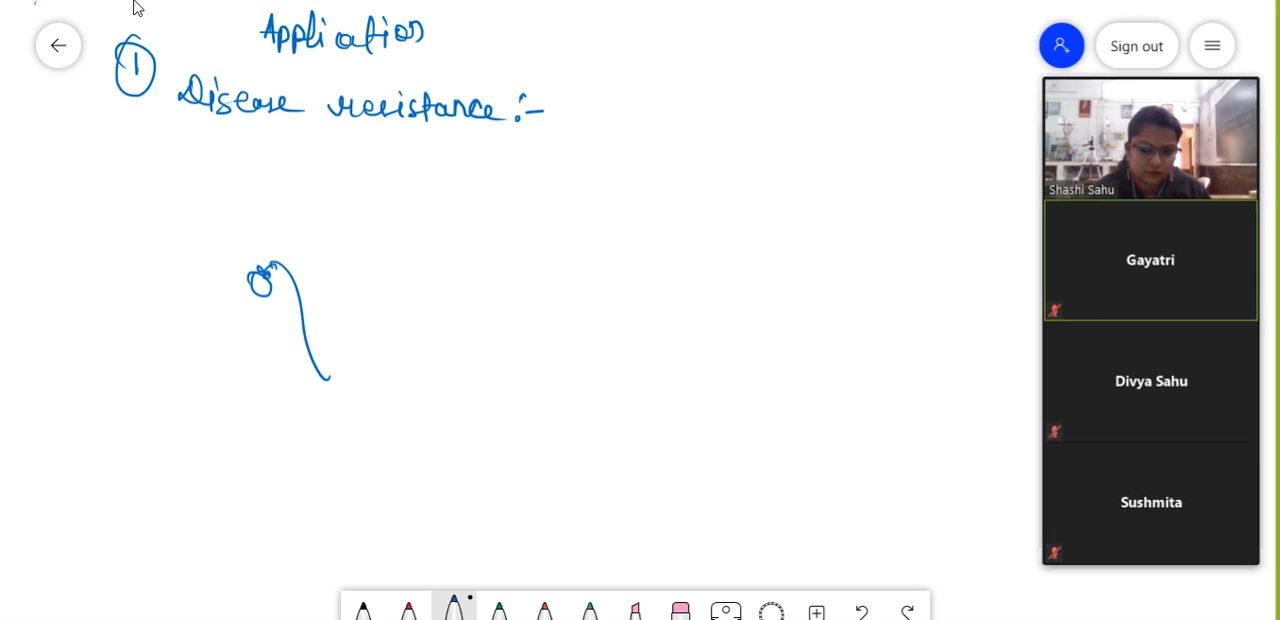 Application
① Disease resistance :-
Sign out
Shashi Sahu
Gayatri
Divya Sahu
Sushmita